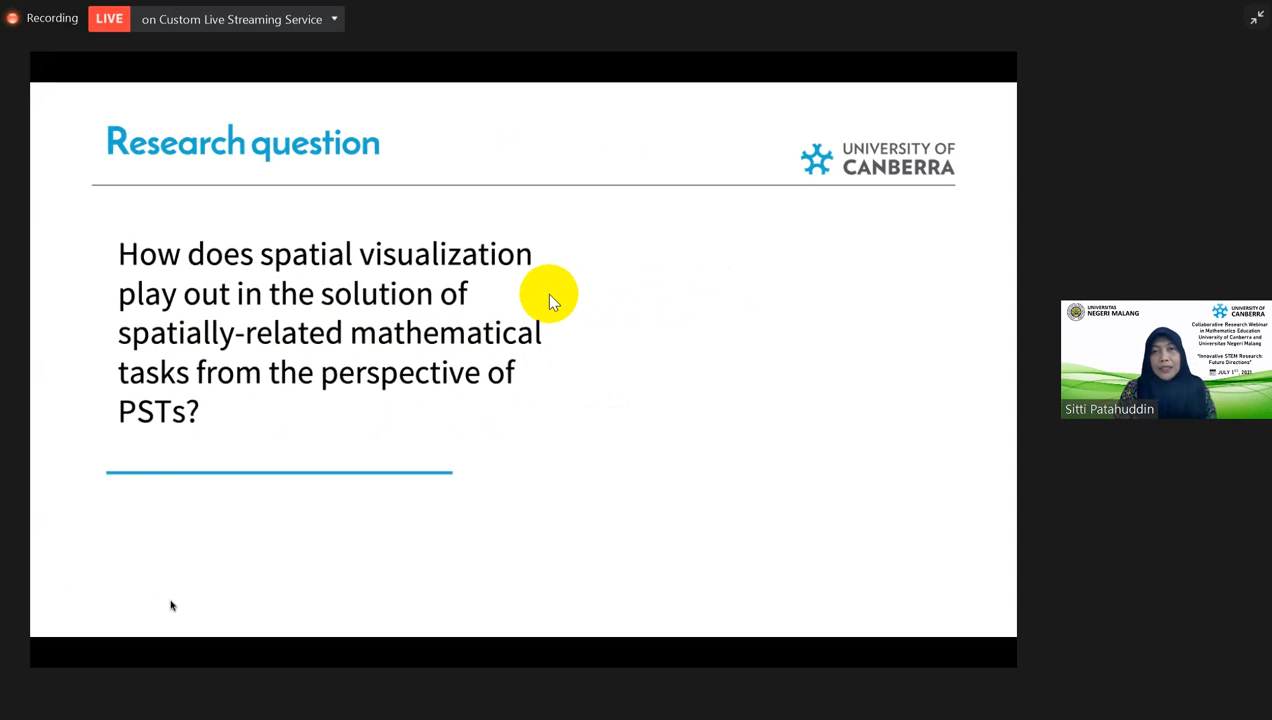 Recording
LIVE
on Custom Live Streaming Service
Research question
UNIVERSITY OF
CANBERRA
How does spatial visualization
play out in the solution of
spatially-related mathematical
tasks from the perspective of
PSTs?
UNIVERSITAS
NEGERI MALANG
UNIVERSITY OF
CANBERRA
Collaborative Research Webinar
in Mathematics Education
University of Canberra and
Universitas Negeri Malang
"Innovative STEM Research:
Future Directions"
JULY 1ST, 2021
Sitti Patahuddin